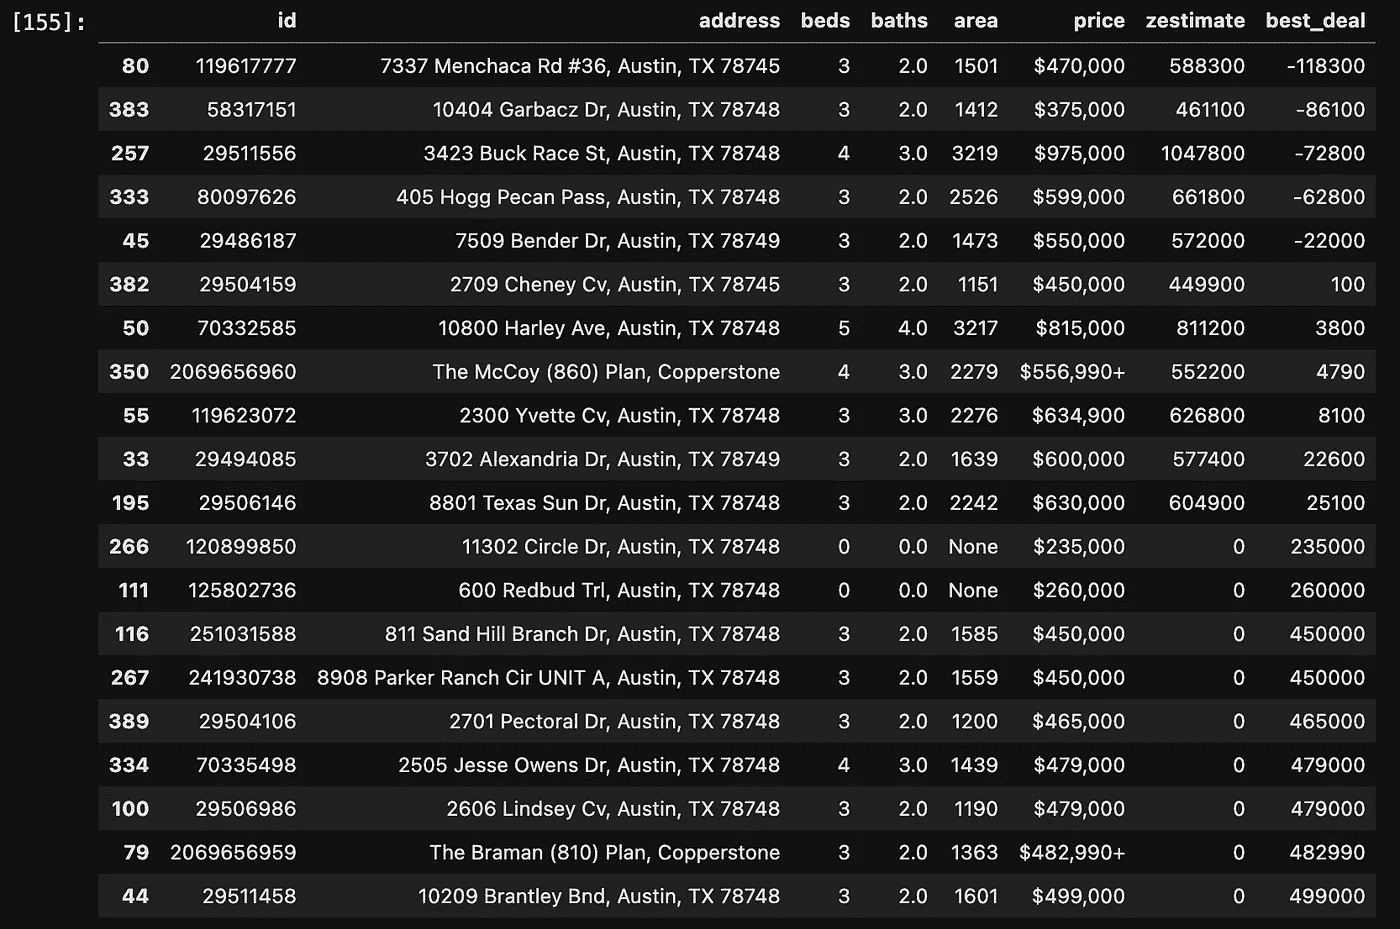 [155]: id address beds baths area price zestimate best_deal
80 119617777 7337 Menchaca Rd #36, Austin, TX 78745 3 2.0 1501 $470,000 588300 -118300
383 58317151 10404 Garbacz Dr, Austin, TX 78748 3 2.0 1412 $375,000 461100 -86100
257 29511556 3423 Buck Race St, Austin, TX 78748 4 3.0 3219 $975,000 1047800 -72800
333 80097626 405 Hogg Pecan Pass, Austin, TX 78748 3 2.0 2526 $599,000 661800 -62800
45 29486187 7509 Bender Dr, Austin, TX 78749 3 2.0 1473 $550,000 572000 -22000
382 29504159 2709 Cheney Cv, Austin, TX 78745 3 2.0 1151 $450,000 449900 100
50 70332585 10800 Harley Ave, Austin, TX 78748 5 4.0 3217 $815,000 811200 3800
350 2069656960 The McCoy (860) Plan, Copperstone 4 3.0 2279 $556,990+ 552200 4790
55 119623072 2300 Yvette Cv, Austin, TX 78748 3 3.0 2276 $634,900 626800 8100
33 29494085 3702 Alexandria Dr, Austin, TX 78749 3 2.0 1639 $600,000 577400 22600
195 29506146 8801 Texas Sun Dr, Austin, TX 78748 3 2.0 2242 $630,000 604900 25100
266 120899850 11302 Circle Dr, Austin, TX 78748 0 0.0 None $235,000 0 235000
111 125802736 600 Redbud Trl, Austin, TX 78748 0 0.0 None $260,000 0 260000
116 251031588 811 Sand Hill Branch Dr, Austin, TX 78748 3 2.0 1585 $450,000 0 450000
267 241930738 8908 Parker Ranch Cir UNIT A, Austin, TX 78748 3 2.0 1559 $450,000 0 450000
389 29504106 2701 Pectoral Dr, Austin, TX 78748 3 2.0 1200 $465,000 0 465000
334 70335498 2505 Jesse Owens Dr, Austin, TX 78748 4 3.0 1439 $479,000 0 479000
100 29506986 2606 Lindsey Cv, Austin, TX 78748 3 2.0 1190 $479,000 0 479000
79 2069656959 The Braman (810) Plan, Copperstone 3 2.0 1363 $482,990+ 0 482990
44 29511458 10209 Brantley Bnd, Austin, TX 78748 3 2.0 1601 $499,000 0 499000